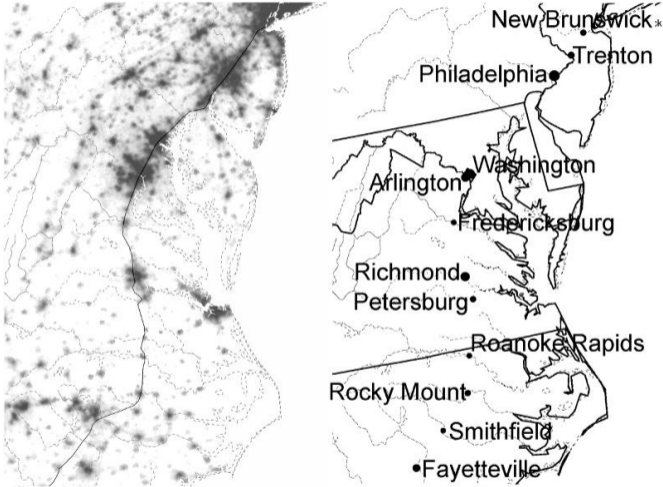 New Brunswick*
Trenton
Philadelphia
Washington
Arlington
Fredericksburg
Richmond
Petersburg
Roanoke Rapids
Rocky Mount
Smithfield
Fayetteville